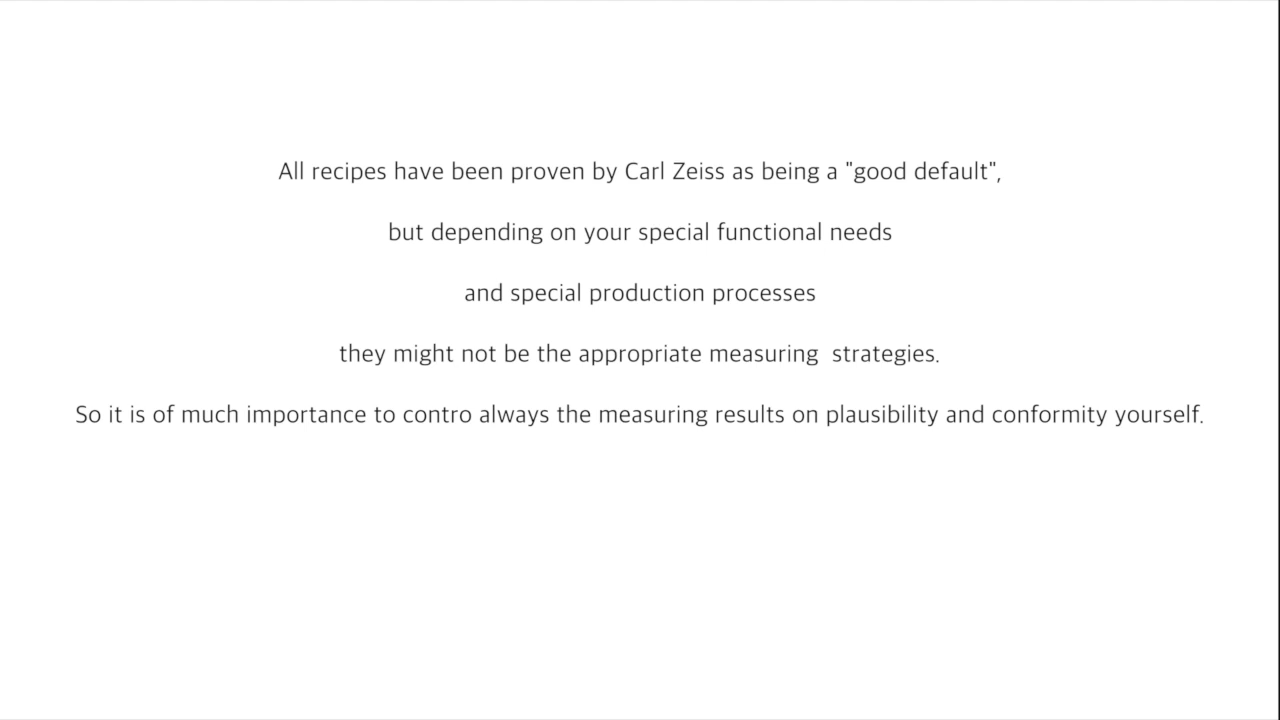 All recipes have been proven by Carl Zeiss as being a "good default",
but depending on your special functional needs
and special production processes
they might not be the appropriate measuring  strategies.
So it is of much importance to contro always the measuring results on plausibility and conformity yourself.